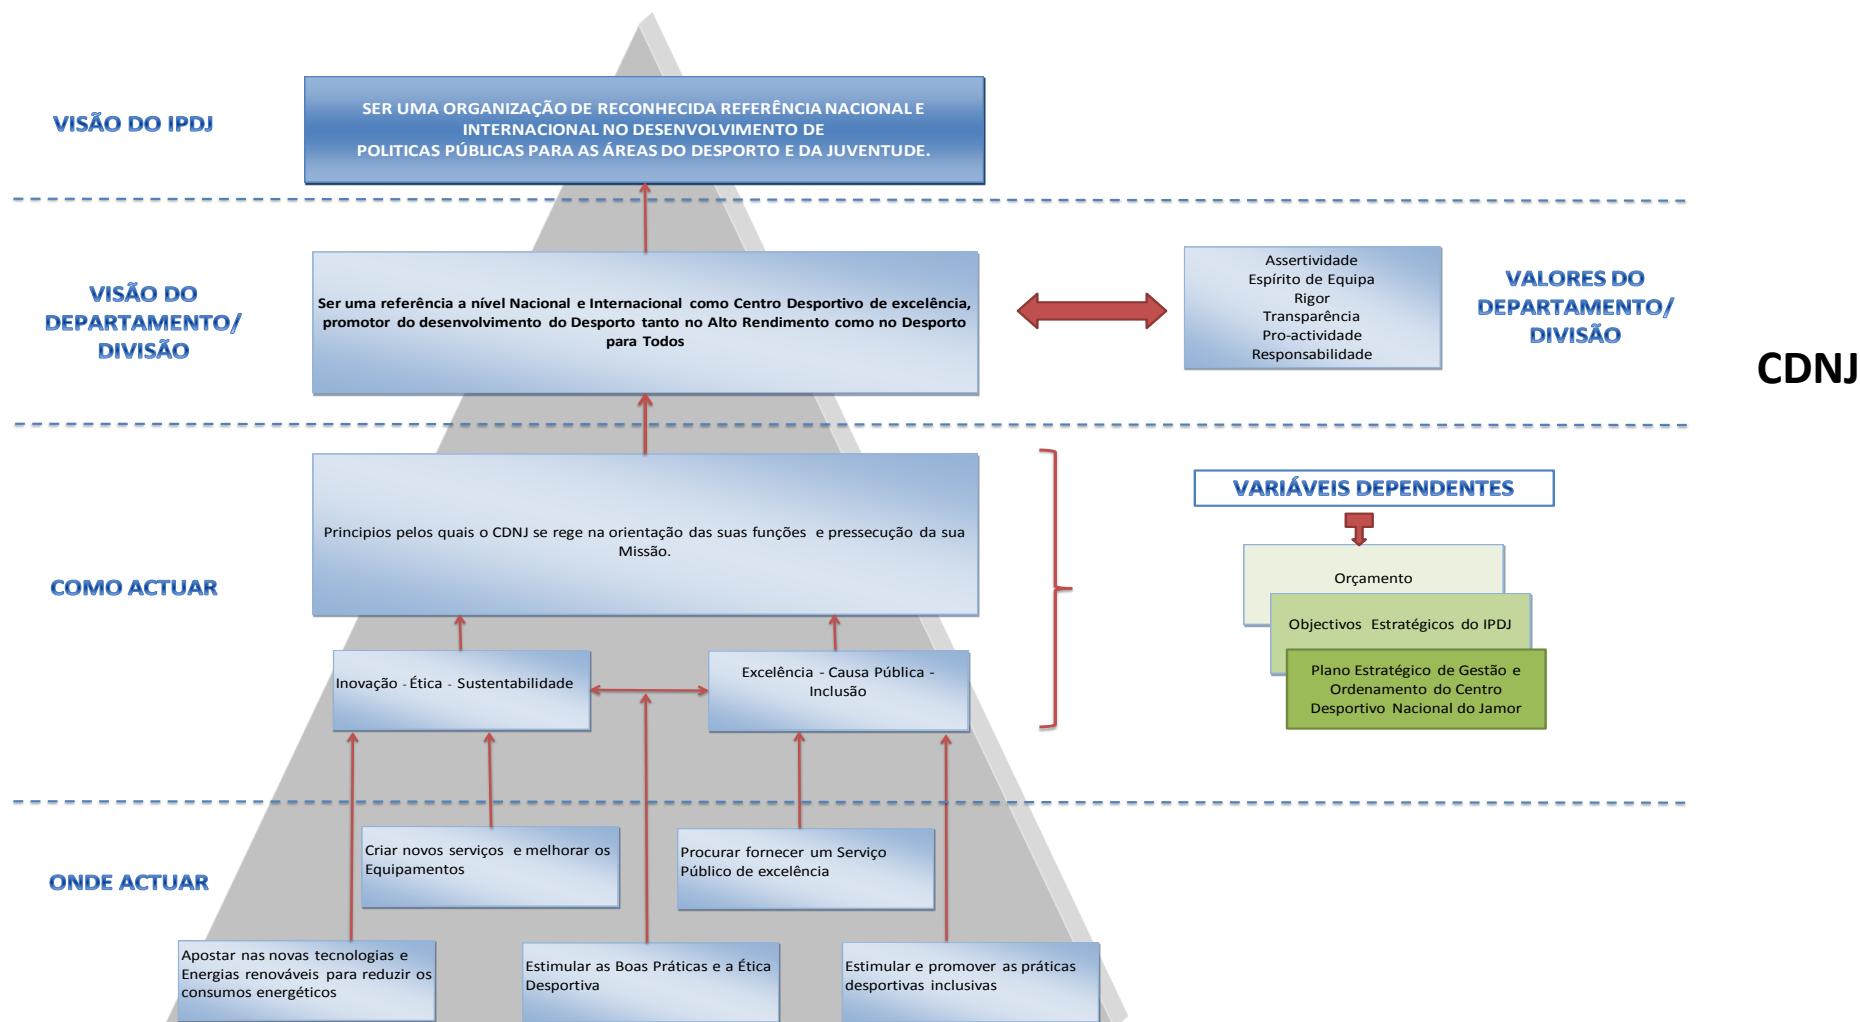 VISÃO DO IPDJ
SER UMA ORGANIZAÇÃO DE RECONHECIDA REFERÊNCIA NACIONAL E
INTERNACIONAL NO DESENVOLVIMENTO DE
POLITICAS PÚBLICAS PARA AS ÁREAS DO DESPORTO E DA JUVENTUDE.
VISÃO DO
DEPARTAMENTO/
DIVISÃO
Ser uma referência a nível Nacional e Internacional como Centro Desportivo de excelência,
promotor do desenvolvimento do Desporto tanto no Alto Rendimento como no Desporto
para Todos
Assertividade
Espírito de Equipa
Rigor
Transparência
Pro-actividade
Responsabilidade
VALORES DO
DEPARTAMENTO/
DIVISÃO
CDNJ
COMO ACTUAR
Principios pelos quais o CDNJ se rege na orientação das suas funções e pressecução da sua
Missão.
Inovação - Ética - Sustentabilidade
Excelência - Causa Pública -
Inclusão
VARIÁVEIS DEPENDENTES
Orçamento
Objectivos Estratégicos do IPDJ
Plano Estratégico de Gestão e
Ordenamento do Centro
Desportivo Nacional do Jamor
ONDE ACTUAR
Criar novos serviços e melhorar os
Equipamentos
Procurar fornecer um Serviço
Público de excelência
Apostar nas novas tecnologias e
Energias renováveis para reduzir os
consumos energéticos
Estimular as Boas Práticas e a Ética
Desportiva
Estimular e promover as práticas
desportivas inclusivas